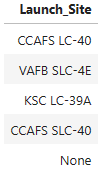 Launch_Site
CCAFS LC-40
VAFB SLC-4E
KSC LC-39A
CCAFS SLC-40
None